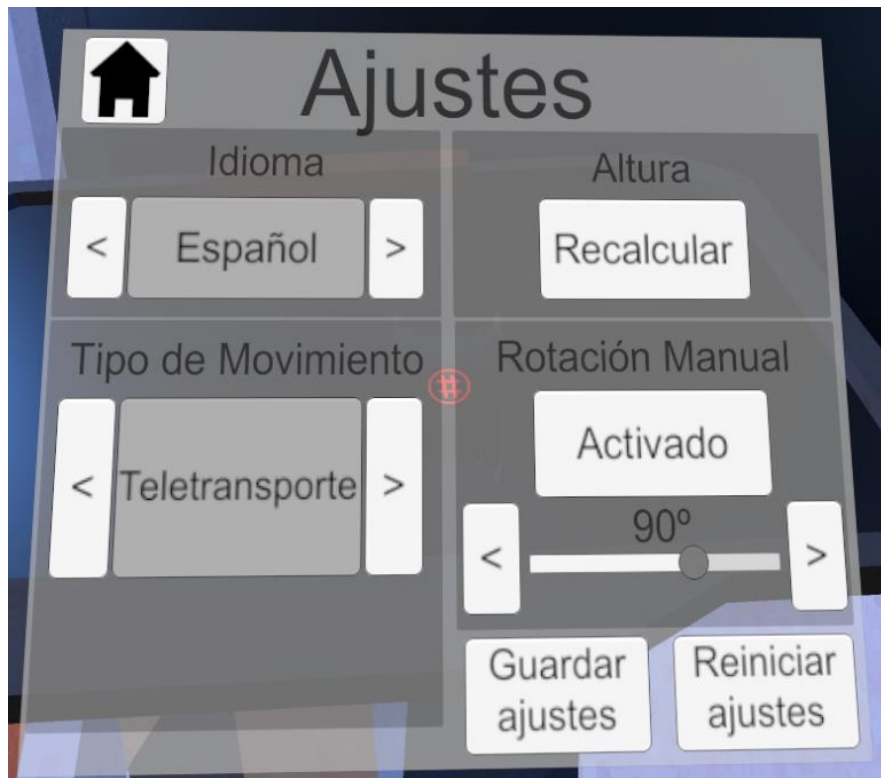 Ajustes
Idioma
< Español >
Altura
Recalcular
Tipo de Movimiento
< Teletransporte >
#
Rotación Manual
Activado
90º
< >
Guardar
ajustes
Reiniciar
ajustes